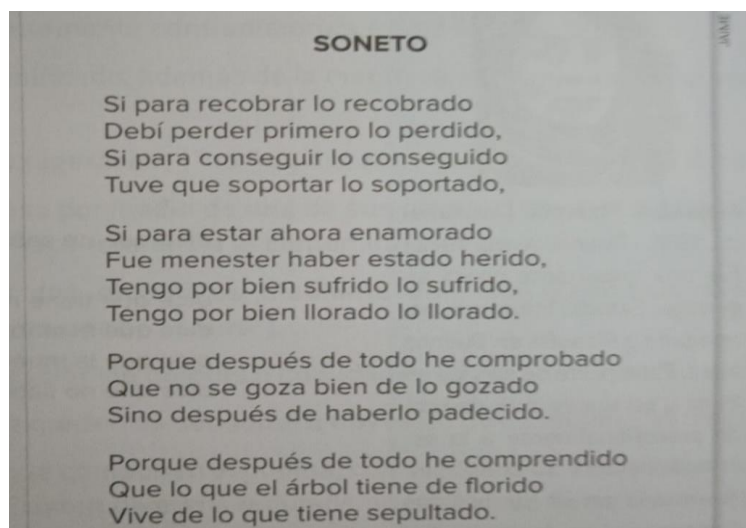 SONETO
Si para recobrar lo recobrado
Debí perder primero lo perdido,
Si para conseguir lo conseguido
Tuve que soportar lo soportado,
Si para estar ahora enamorado
Fue menester haber estado herido,
Tengo por bien sufrido lo sufrido,
Tengo por bien llorado lo llorado.
Porque después de todo he comprobado
Que no se goza bien de lo gozado
Sino después de haberlo padecido.
Porque después de todo he comprendido
Que lo que el árbol tiene de florido
Vive de lo que tiene sepultado.
JAIME